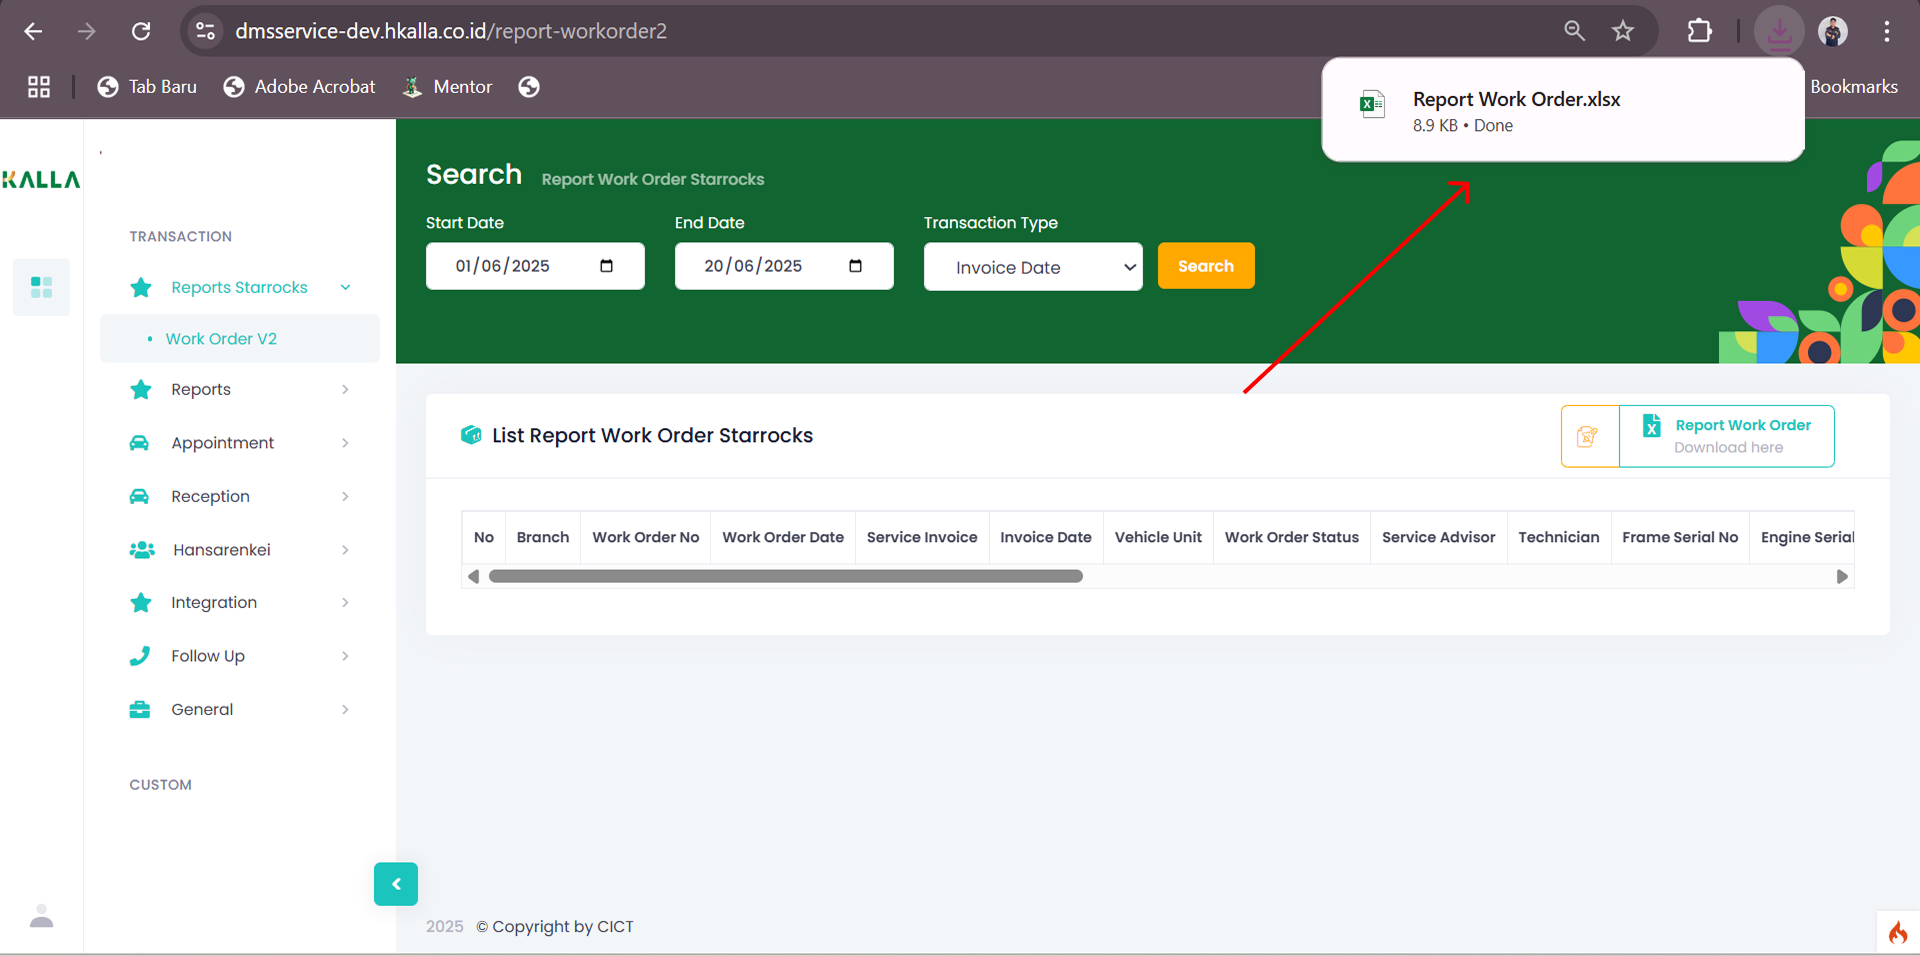 dmsservice-dev.hkalla.co.id/report-workorder2
Tab Baru
Adobe Acrobat
Mentor
Bookmarks
Report Work Order.xlsx
8.9 KB • Done
KALLA
TRANSACTION
Reports Starrocks
Work Order V2
Reports
Appointment
Reception
Hansarenkei
Integration
Follow Up
General
CUSTOM
Search Report Work Order Starrocks
Start Date End Date Transaction Type
01/06/2025 20/06/2025 Invoice Date Search
List Report Work Order Starrocks
Report Work Order
Download here
No Branch Work Order No Work Order Date Service Invoice Invoice Date Vehicle Unit Work Order Status Service Advisor Technician Frame Serial No Engine Serial
2025 © Copyright by CICT